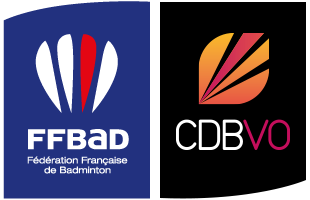 FFBaD
Fédération Française
de Badminton
CDBVO